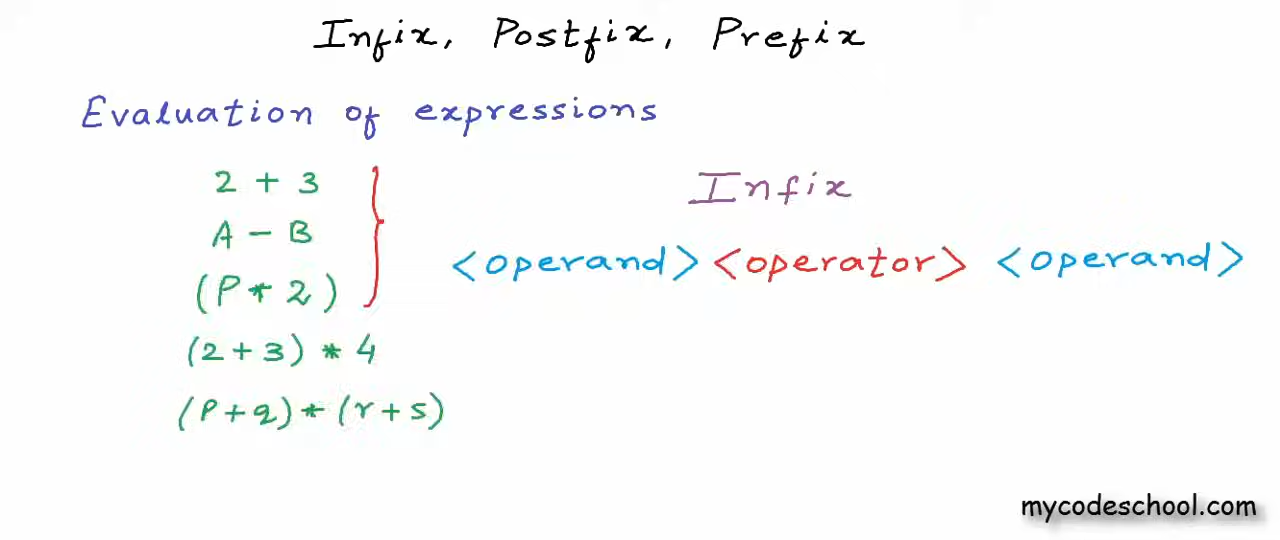 Infix, Postfix, Prefix
Evaluation of expressions
2 + 3
A - B
(P * 2)
(2 + 3) * 4
(P + q) * (r + s)
Infix
<operand> <operator> <operand>
mycodeschool.com